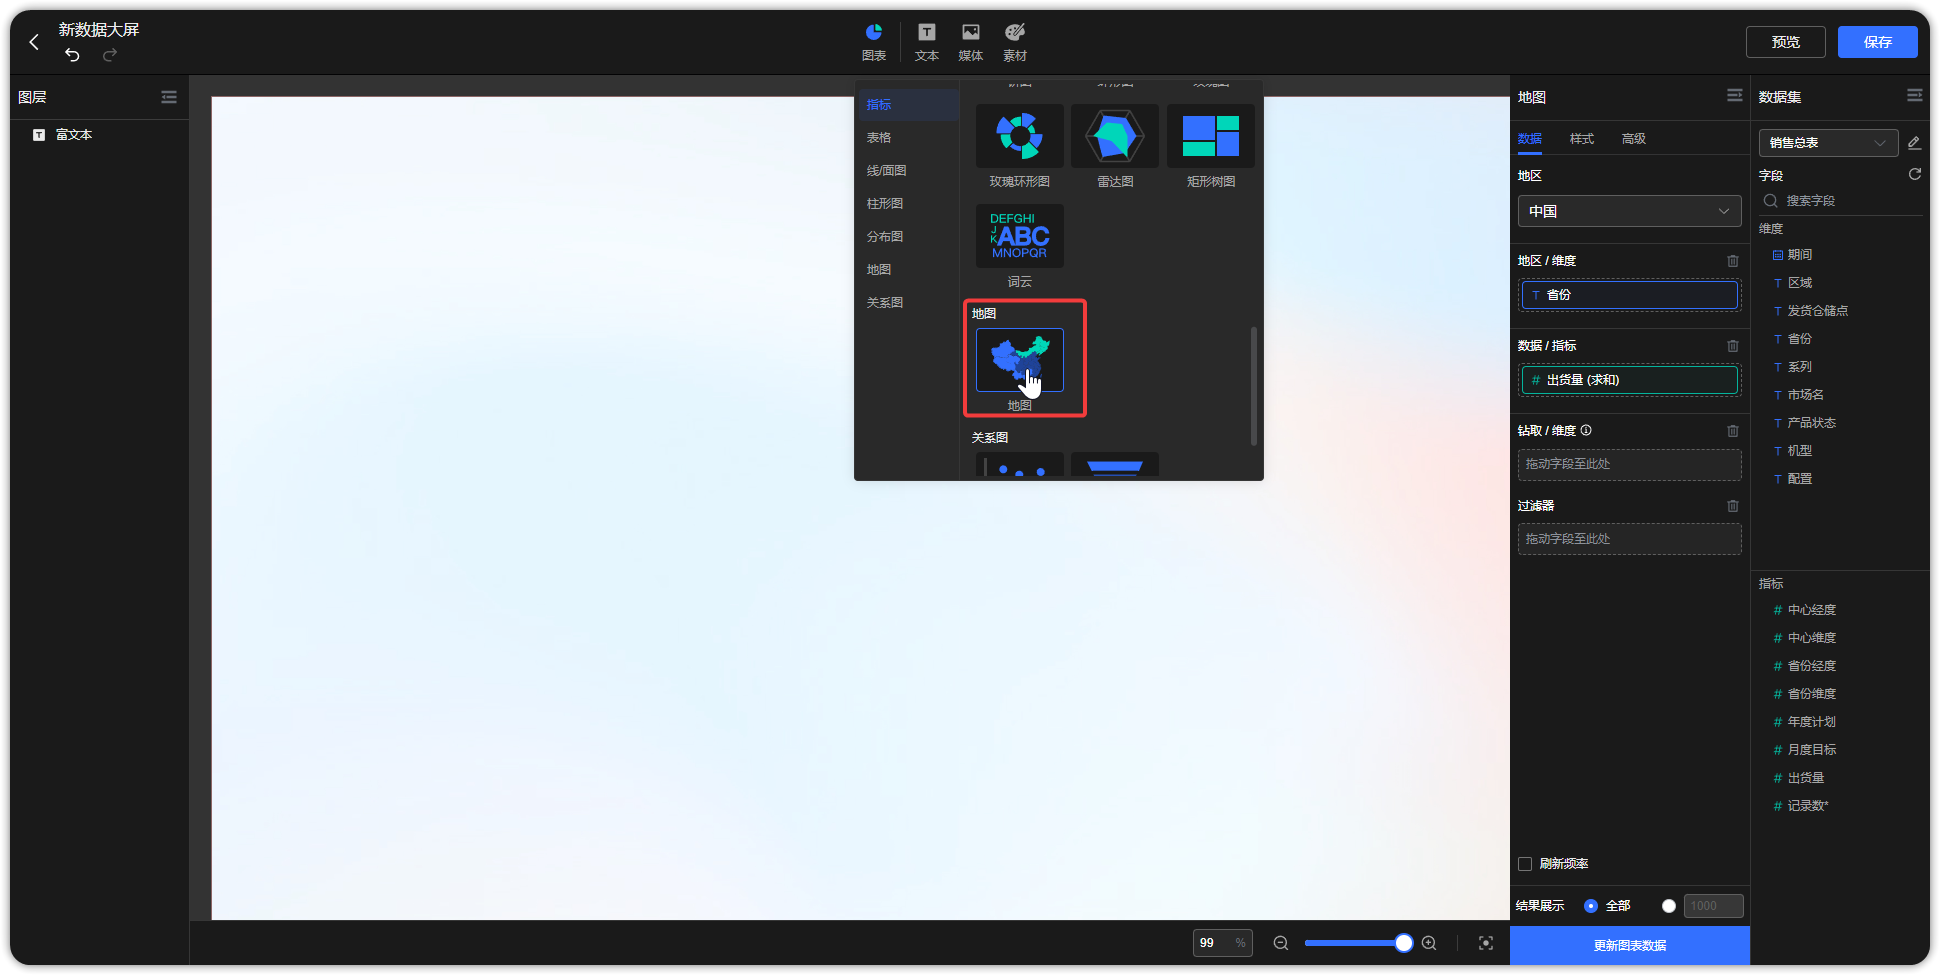 新数据大屏
图表
文本
媒体
素材
预览
保存
图层
富文本
指标
表格
线/面图
柱形图
分布图
地图
关系图
玫瑰环形图
雷达图
矩形树图
DEFGHI
J
K
ABC
MNOPQR
词云
地图
地图
关系图
99 %
地图
数据
样式
高级
地区
中国
地区 / 维度
T 省份
数据 / 指标
# 出货量 (求和)
钻取 / 维度
拖动字段至此处
过滤器
拖动字段至此处
刷新频率
结果展示
全部
1000
更新图表数据
数据集
销售总表
字段
搜索字段
维度
期间
T 区域
T 发货仓储点
T 省份
T 系列
T 市场名
T 产品状态
T 机型
T 配置
指标
# 中心经度
# 中心维度
# 省份经度
# 省份维度
# 年度计划
# 月度目标
# 出货量
# 记录数*